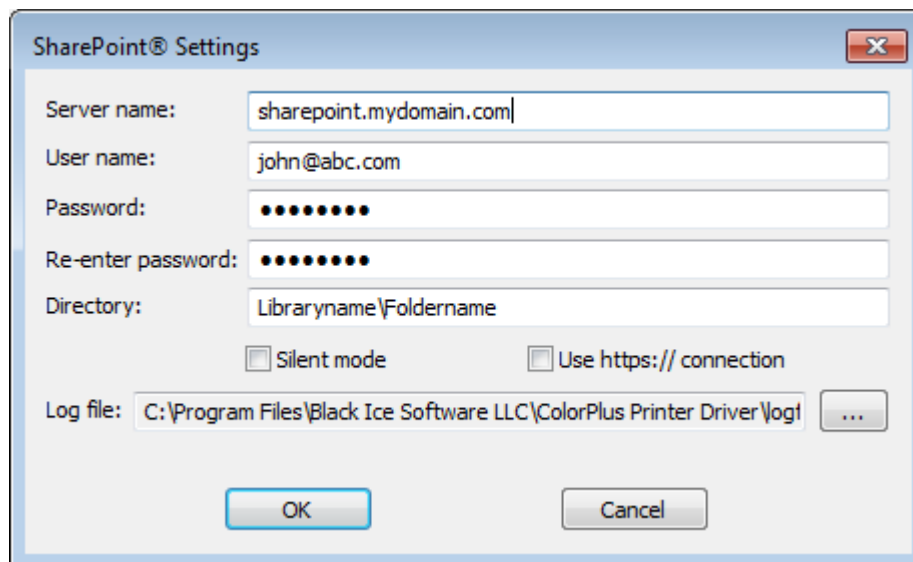 SharePoint® Settings
Server name: sharepoint.mydomain.com
User name: john@abc.com
Password: ●●●●●●●●
Re-enter password: ●●●●●●●●
Directory: Libraryname\Foldername
Silent mode Use https:// connection
Log file: C:\Program Files\Black Ice Software LLC\ColorPlus Printer Driver\logf ...
OK Cancel